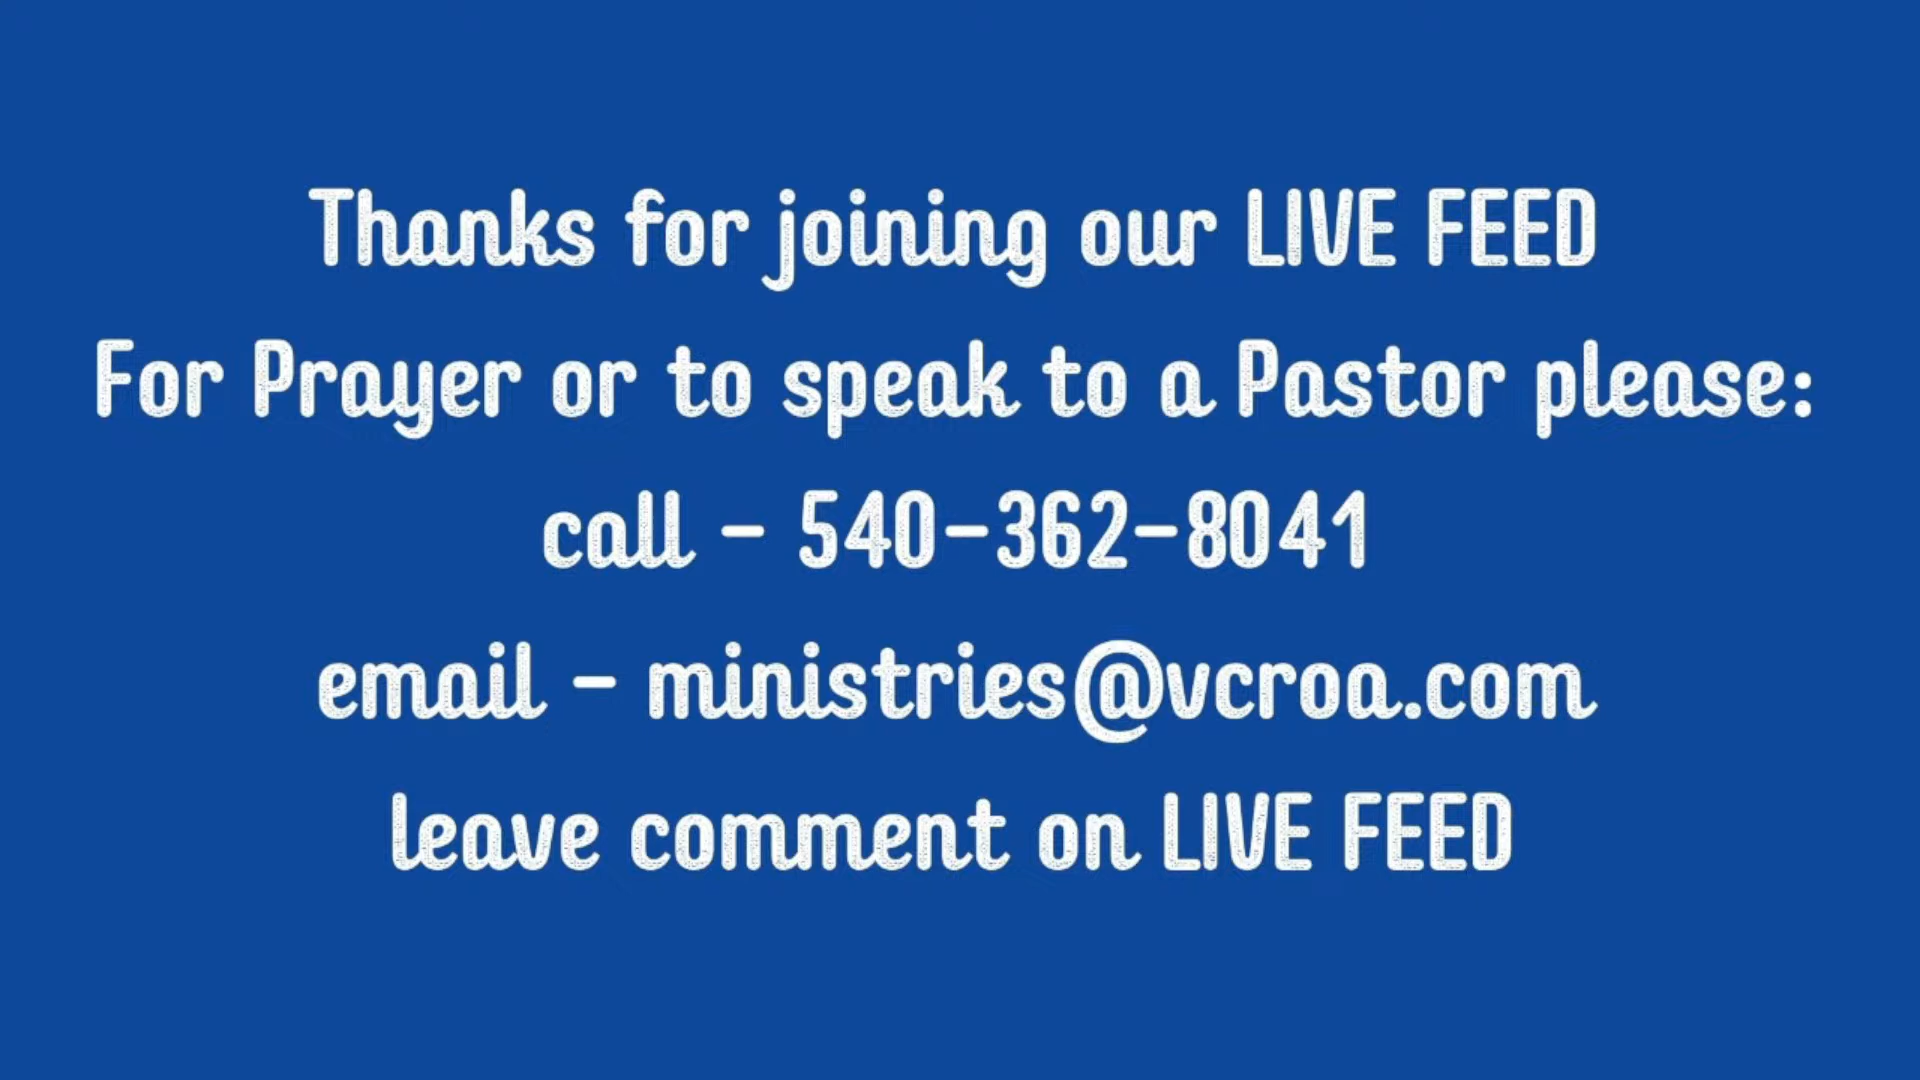 Thanks for joining our LIVE FEED
For Prayer or to speak to a Pastor please:
call - 540-362-8041
email - ministries@vcroa.com
leave comment on LIVE FEED